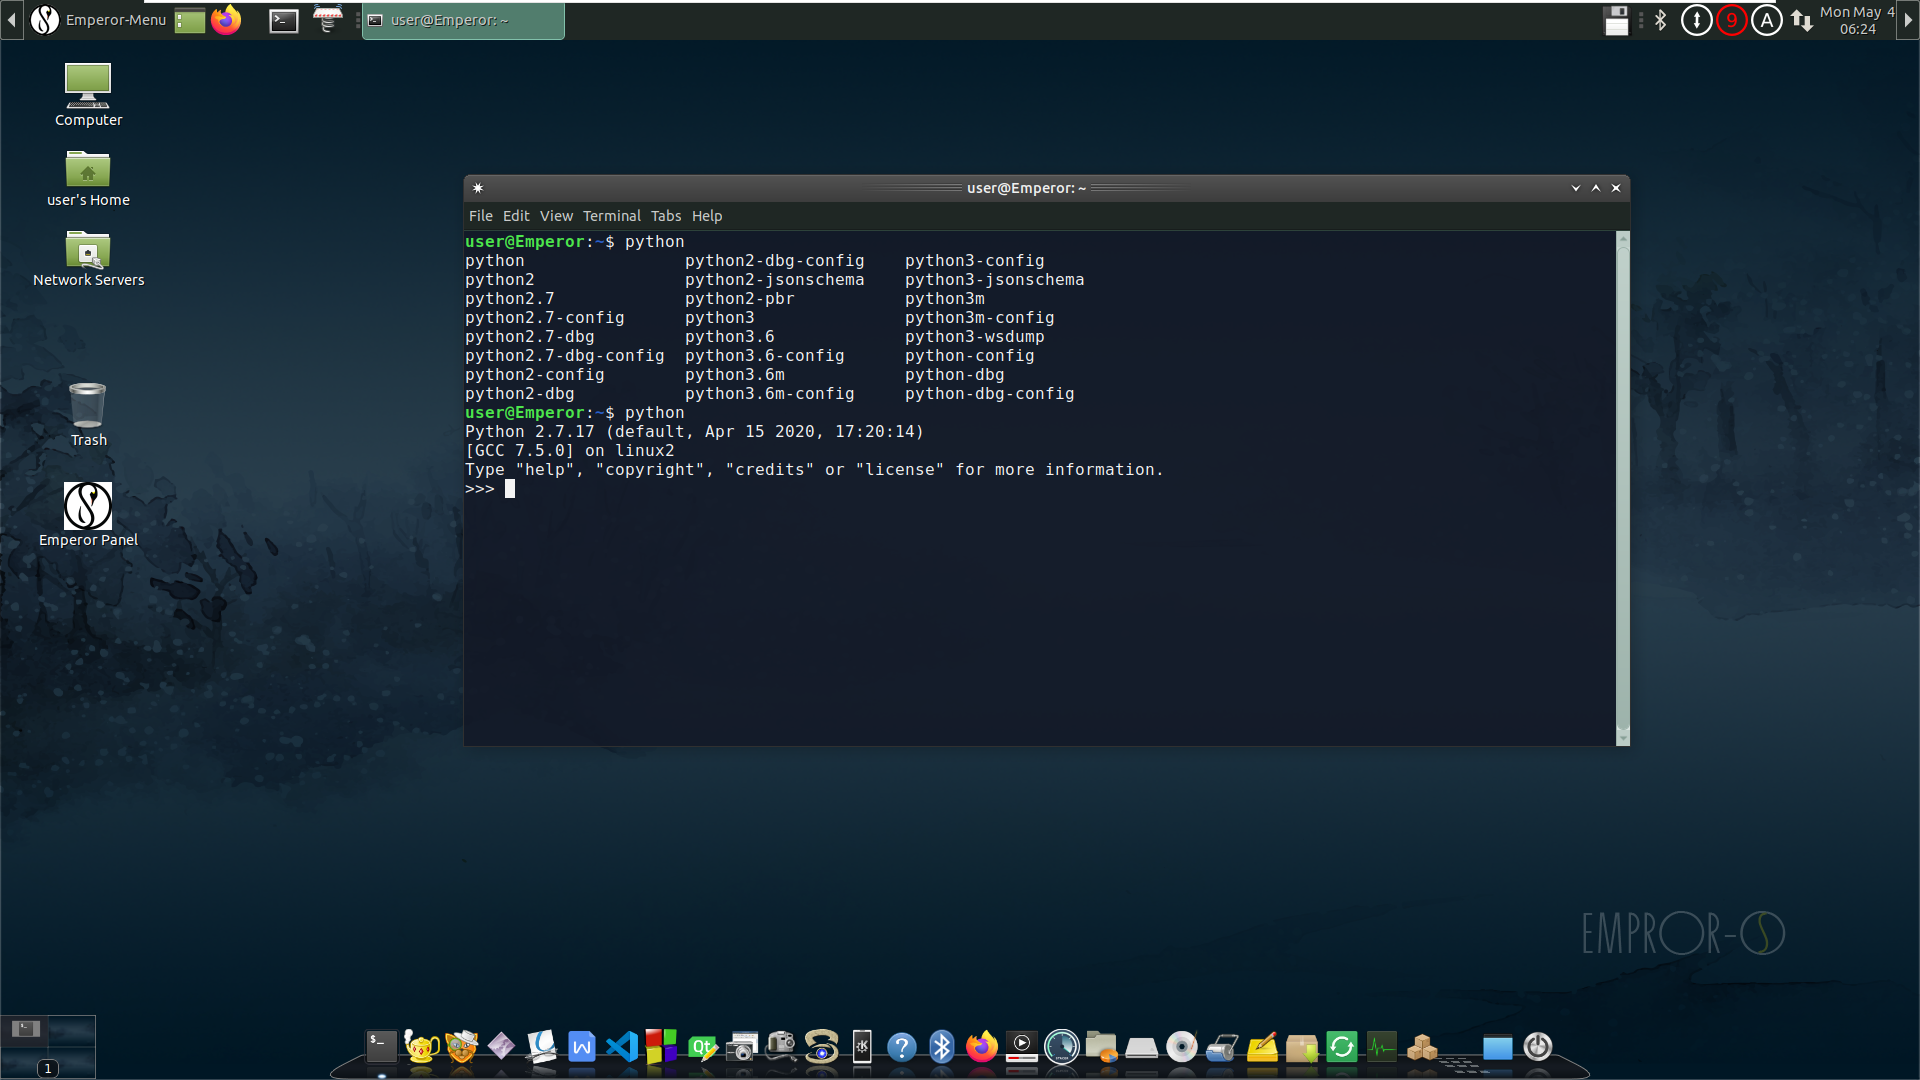 Emperor-Menu
user@Emperor: ~
9
A
Mon May 4
06:24
Computer
user's Home
Network Servers
Trash
Emperor Panel
user@Emperor: ~
File Edit View Terminal Tabs Help
user@Emperor:~$ python
python python2-dbg-config python3-config
python2 python2-jsonschema python3-jsonschema
python2.7 python2-pbr python3m
python2.7-config python3 python3m-config
python2.7-dbg python3.6 python3-wsdump
python2.7-dbg-config python3.6-config python-config
python2-config python3.6m python-dbg
python2-dbg python3.6m-config python-dbg-config
user@Emperor:~$ python
Python 2.7.17 (default, Apr 15 2020, 17:20:14)
[GCC 7.5.0] on linux2
Type "help", "copyright", "credits" or "license" for more information.
>>>
EMPROR-OS
1
$_
W
Qt
K
?